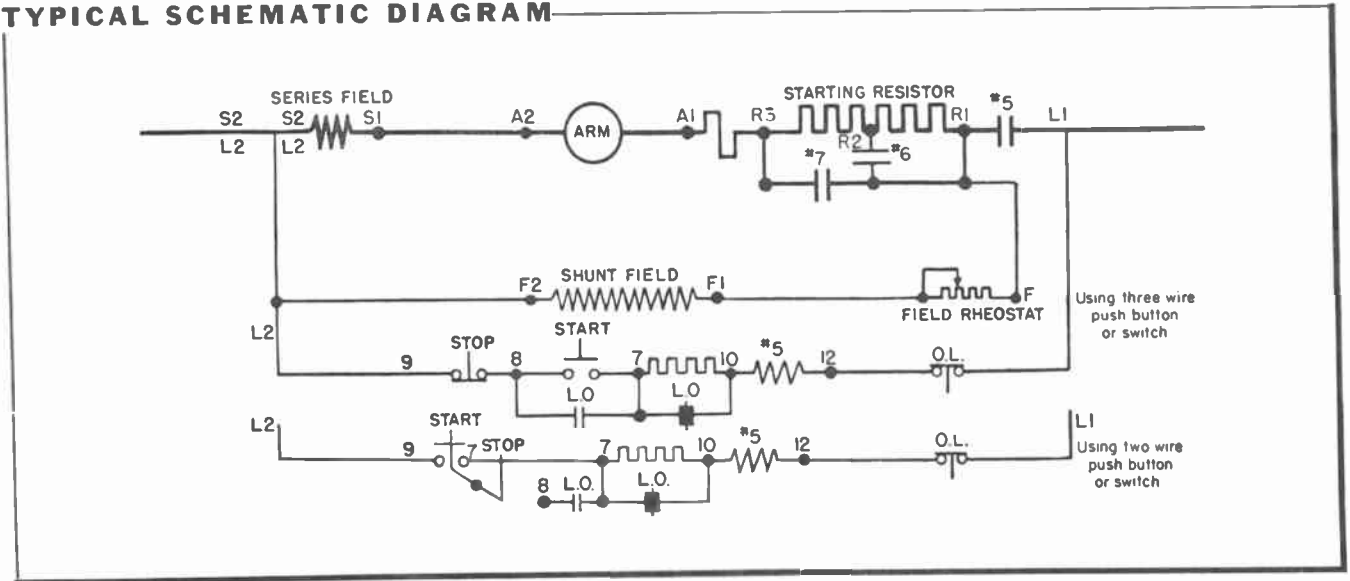 TYPICAL SCHEMATIC DIAGRAM
SERIES FIELD
STARTING RESISTOR
S2 S2 S1 A2 ARM A1 R3 R2 R1 #5 L1
L2 L2
#7 #6
F2 SHUNT FIELD F1
F
FIELD RHEOSTAT
Using three wire
push button
or switch
L2
STOP START
9 8 7 10 #5 12 O.L.
L.O L.O
L2 START L1
9 7 STOP 7 10 #5 12 O.L.
Using two wire
push button
or switch
8 L.O. L.O.